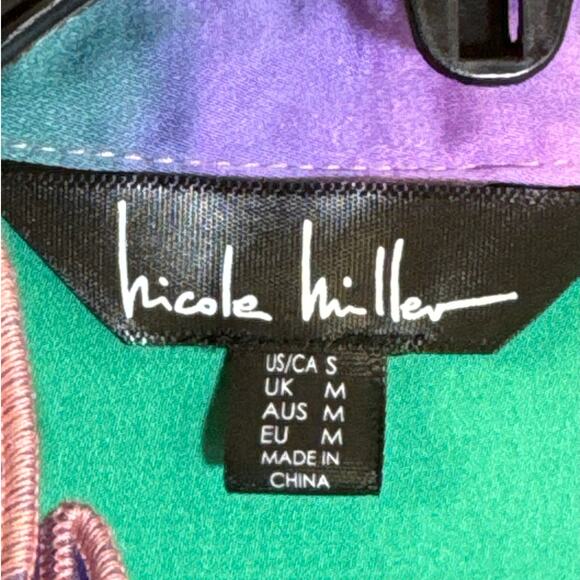 nicole miller
US/CA S
UK M
AUS M
EU M
MADE IN
CHINA